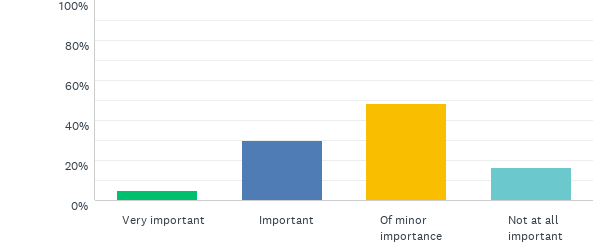 100%
80%
60%
40%
20%
0%
Very important
Important
Of minor
importance
Not at all
important